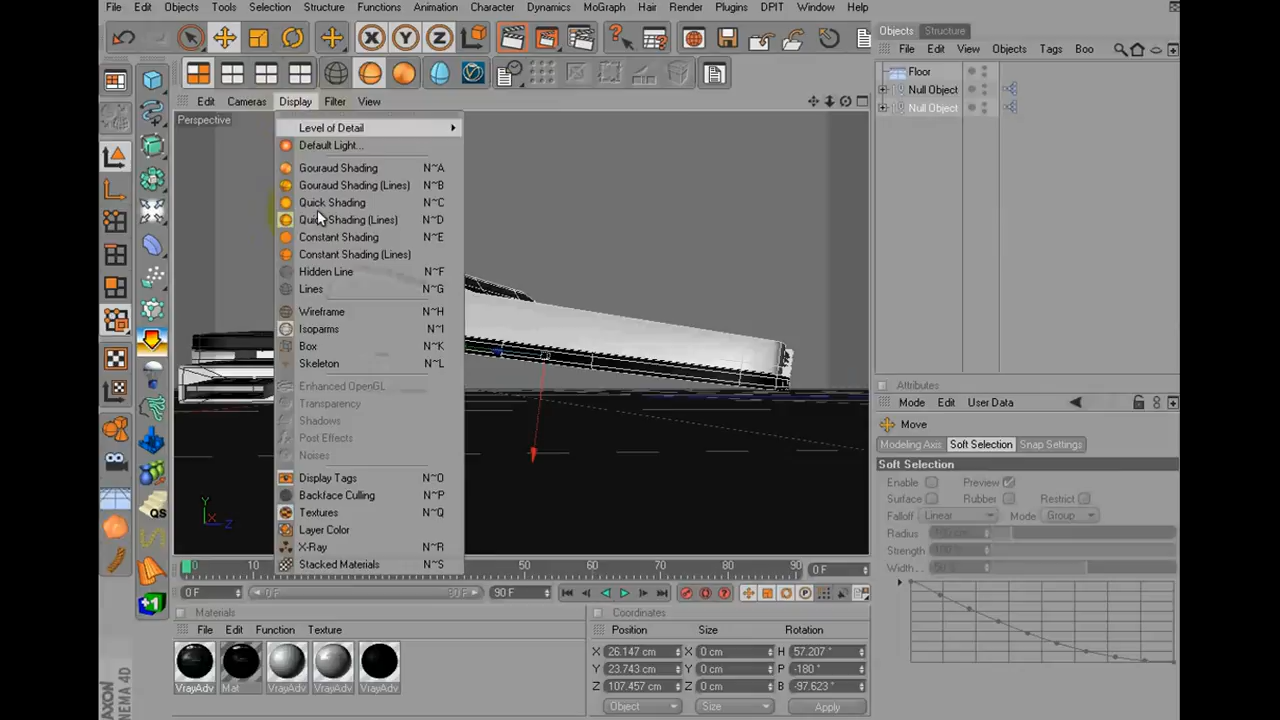 File Edit Objects Tools Selection Structure Functions Animation Character Dynamics MoGraph Hair Render Plugins DPIT Window Help
Objects Structure
File Edit View Objects Tags Boo
Floor
Null Object
Null Object
Edit Cameras Display Filter View
Perspective
Level of Detail
Default Light...
Gouraud Shading N~A
Gouraud Shading (Lines) N~B
Quick Shading N~C
Quick Shading (Lines) N~D
Constant Shading N~E
Constant Shading (Lines)
Hidden Line N~F
Lines N~G
Wireframe N~H
Isoparms N~I
Box N~K
Skeleton N~L
Enhanced OpenGL
Transparency
Shadows
Post Effects
Noises
Display Tags N~O
Backface Culling N~P
Textures N~Q
Layer Color
X-Ray N~R
Stacked Materials N~S
Y X Z
QS
Attributes
Mode Edit User Data
Move
Modeling Axis Soft Selection Snap Settings
Soft Selection
Enable Preview
Surface Rubber Restrict
Falloff Linear Mode Group
Radius
Strength
Width
0 10 50 60 70 80 90 0 F
0 F 90 F
Materials
File Edit Function Texture
VrayAdv Mat VrayAdv VrayAdv VrayAdv
Coordinates
Position Size Rotation
X 26.147 cm X 0 cm H 57.207 °
Y 23.743 cm Y 0 cm P -180 °
Z 107.457 cm Z 0 cm B -97.623 °
Object Size Apply
AXON
NEMA 4D